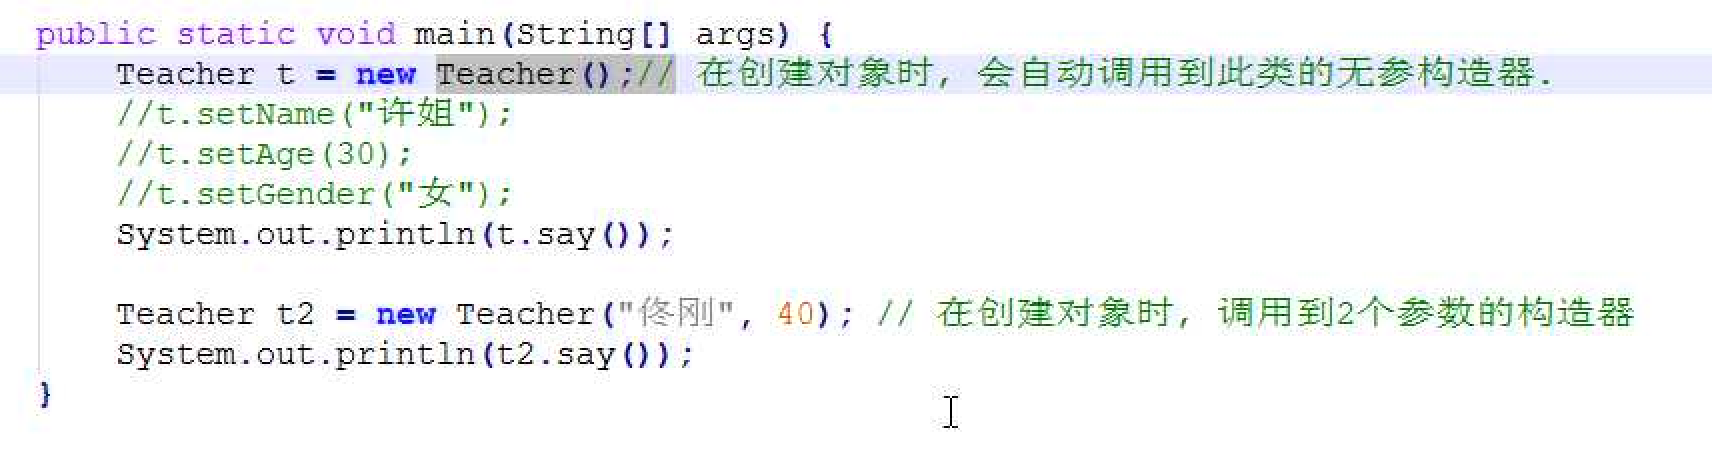 public static void main(String[] args) {
Teacher t = new Teacher();// 在创建对象时, 会自动调用到此类的无参构造器.
//t.setName("许姐");
//t.setAge(30);
//t.setGender("女");
System.out.println(t.say());
Teacher t2 = new Teacher("佟刚", 40); // 在创建对象时, 调用到2个参数的构造器
System.out.println(t2.say());
}